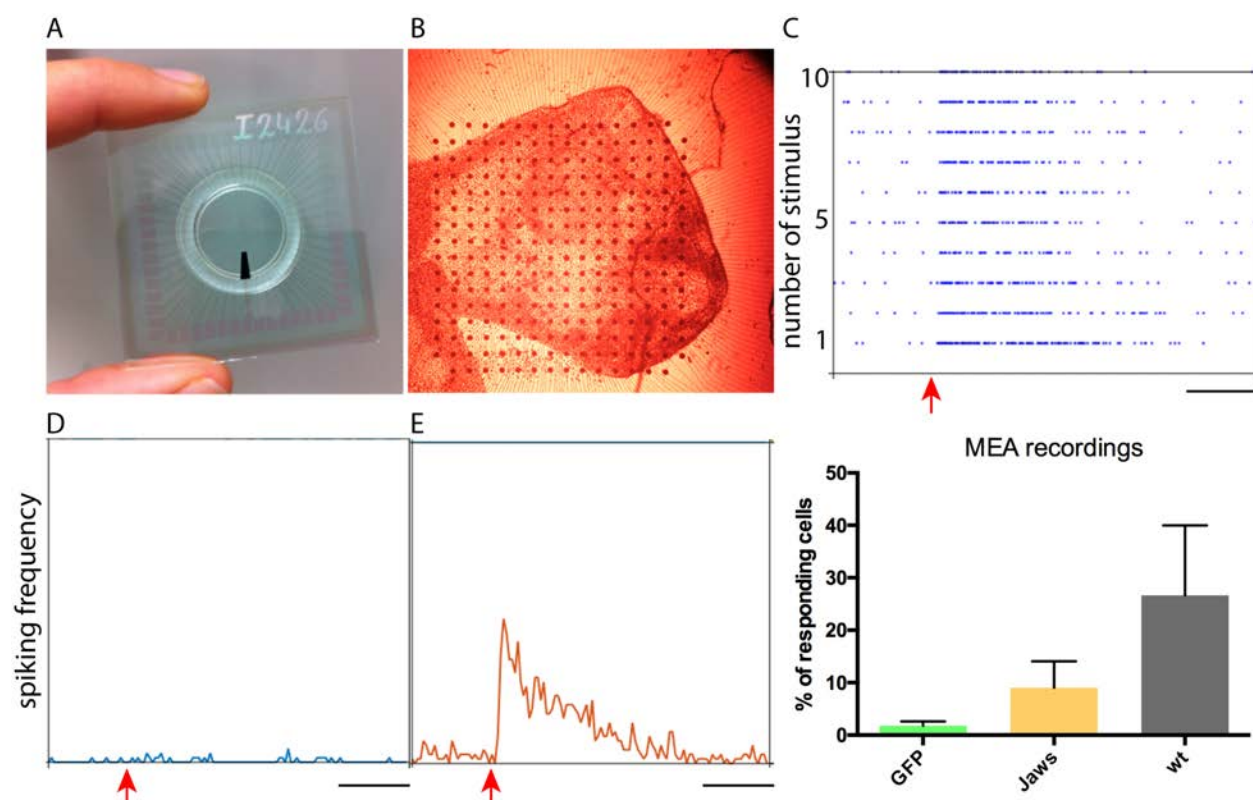 A
B
C
I2426
10
5
1
number of stimulus
D
E
spiking frequency
MEA recordings
50
40
30
20
10
0
% of responding cells
GFP
Jaws
wt